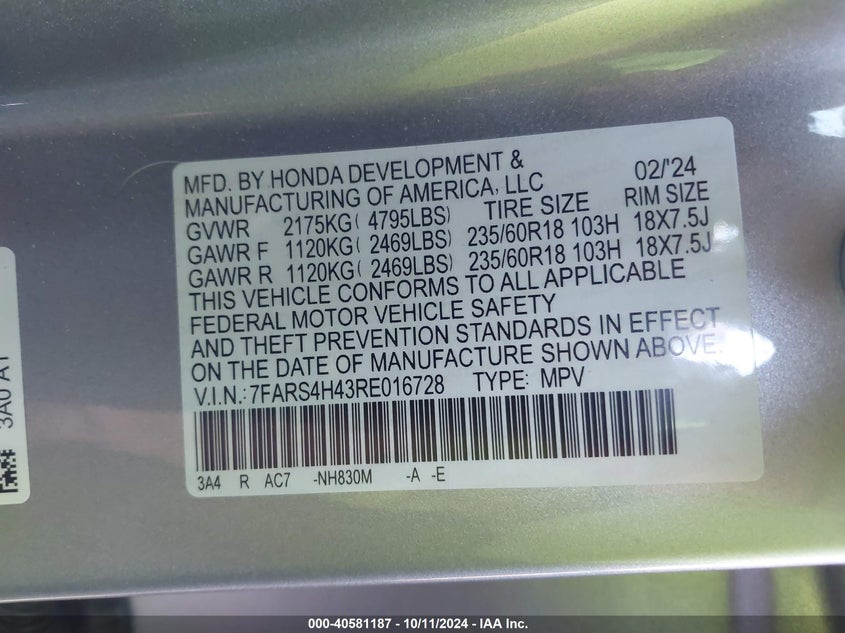 MFD. BY HONDA DEVELOPMENT & 02/'24
MANUFACTURING OF AMERICA, LLC
TIRE SIZE RIM SIZE
GVWR 2175KG( 4795LBS)
GAWR F 1120KG( 2469LBS) 235/60R18 103H 18X7.5J
GAWR R 1120KG( 2469LBS) 235/60R18 103H 18X7.5J
THIS VEHICLE CONFORMS TO ALL APPLICABLE
FEDERAL MOTOR VEHICLE SAFETY
AND THEFT PREVENTION STANDARDS IN EFFECT
ON THE DATE OF MANUFACTURE SHOWN ABOVE.
V.I.N.: 7FARS4H43RE016728 TYPE: MPV
3A4 R AC7 -NH830M -A -E
3A0 A1
000-40581187 - 10/11/2024 - IAA Inc.